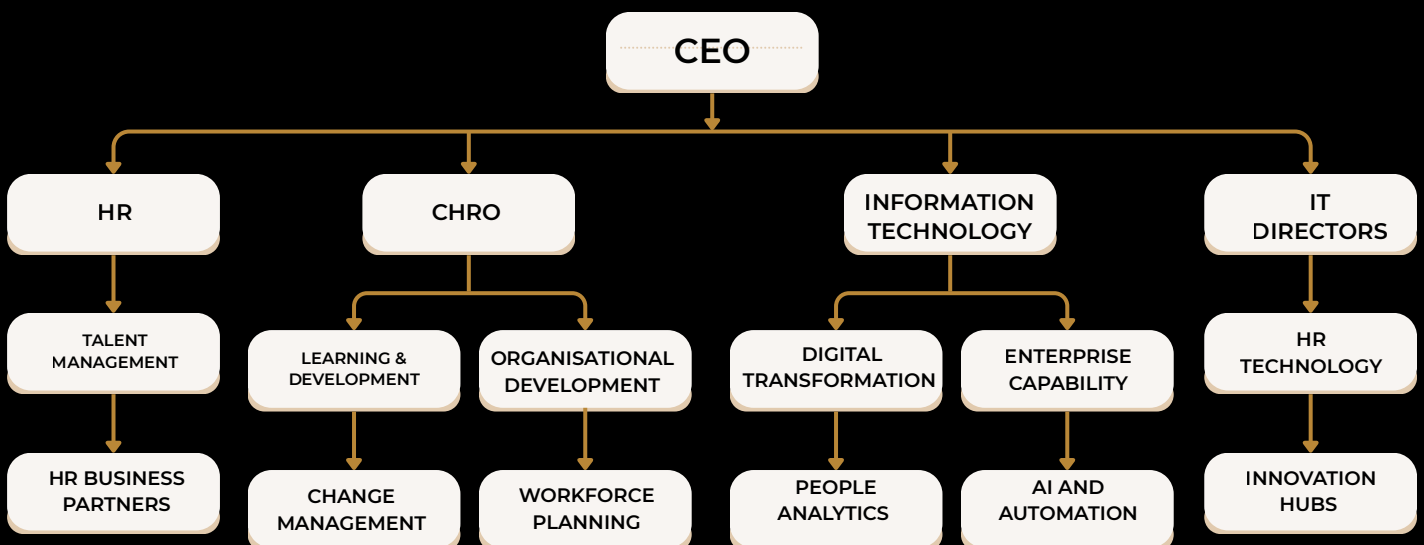 CEO
HR
CHRO
INFORMATION
TECHNOLOGY
IT
DIRECTORS
TALENT
MANAGEMENT
LEARNING &
DEVELOPMENT
ORGANISATIONAL
DEVELOPMENT
DIGITAL
TRANSFORMATION
ENTERPRISE
CAPABILITY
HR
TECHNOLOGY
HR BUSINESS
PARTNERS
CHANGE
MANAGEMENT
WORKFORCE
PLANNING
PEOPLE
ANALYTICS
AI AND
AUTOMATION
INNOVATION
HUBS